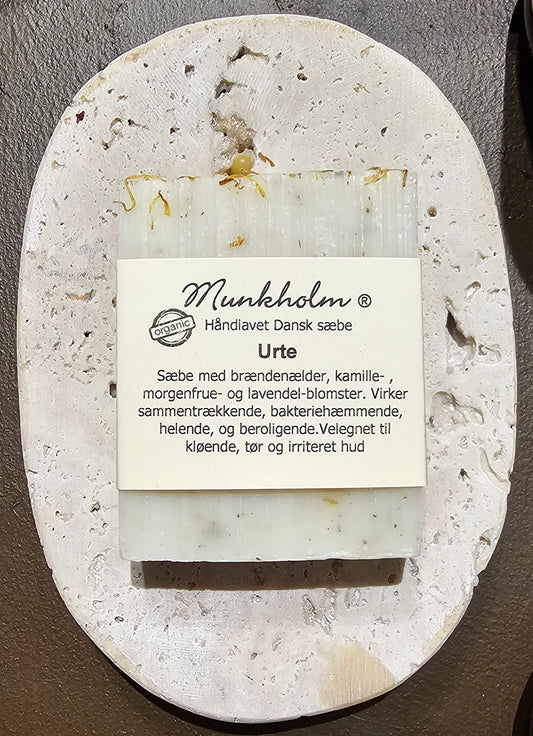 Munkholm ®
organic
Håndlavet Dansk sæbe
Urte
Sæbe med brændenælder, kamille- ,
morgenfrue- og lavendel-blomster. Virker
sammentrækkende, bakteriehæmmende,
helende, og beroligende.Velegnet til
kløende, tør og irriteret hud